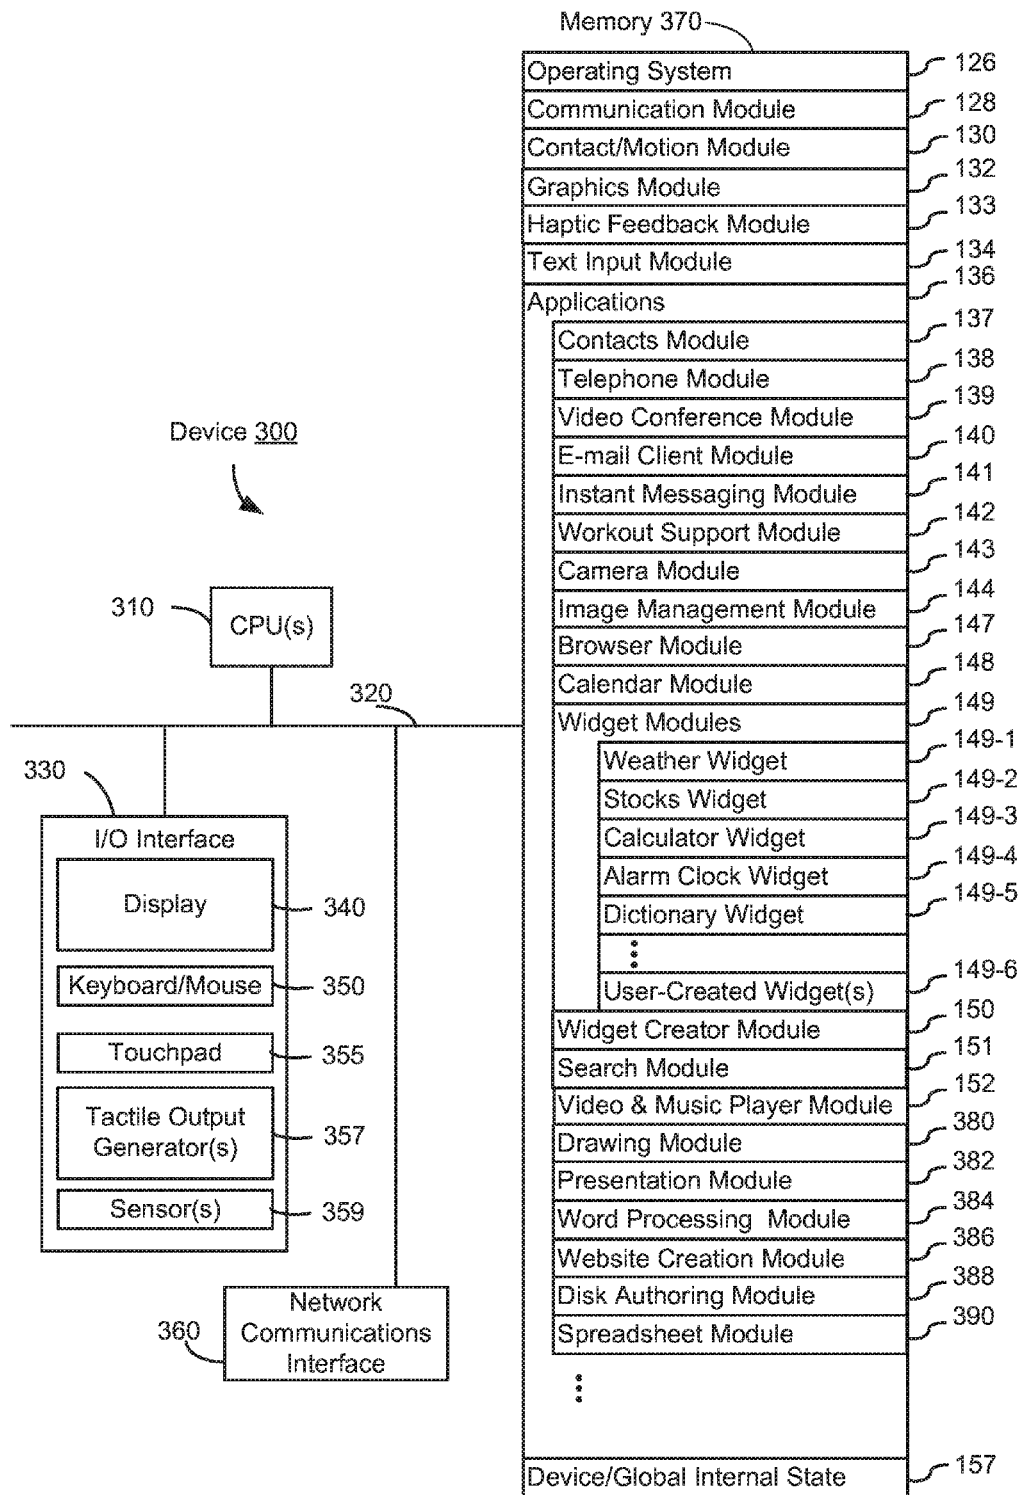 Memory 370
Operating System 126
Communication Module 128
Contact/Motion Module 130
Graphics Module 132
Haptic Feedback Module 133
Text Input Module 134
Applications 136
Contacts Module 137
Telephone Module 138
Video Conference Module 139
E-mail Client Module 140
Instant Messaging Module 141
Workout Support Module 142
Camera Module 143
Image Management Module 144
Browser Module 147
Calendar Module 148
Widget Modules 149
Weather Widget 149-1
Stocks Widget 149-2
Calculator Widget 149-3
Alarm Clock Widget 149-4
Dictionary Widget 149-5
User-Created Widget(s) 149-6
Widget Creator Module 150
Search Module 151
Video & Music Player Module 152
Drawing Module 380
Presentation Module 382
Word Processing Module 384
Website Creation Module 386
Disk Authoring Module 388
Spreadsheet Module 390
Device/Global Internal State 157
Device 300
310
CPU(s)
320
330
I/O Interface
Display 340
Keyboard/Mouse 350
Touchpad 355
Tactile Output
Generator(s) 357
Sensor(s) 359
360
Network
Communications
Interface